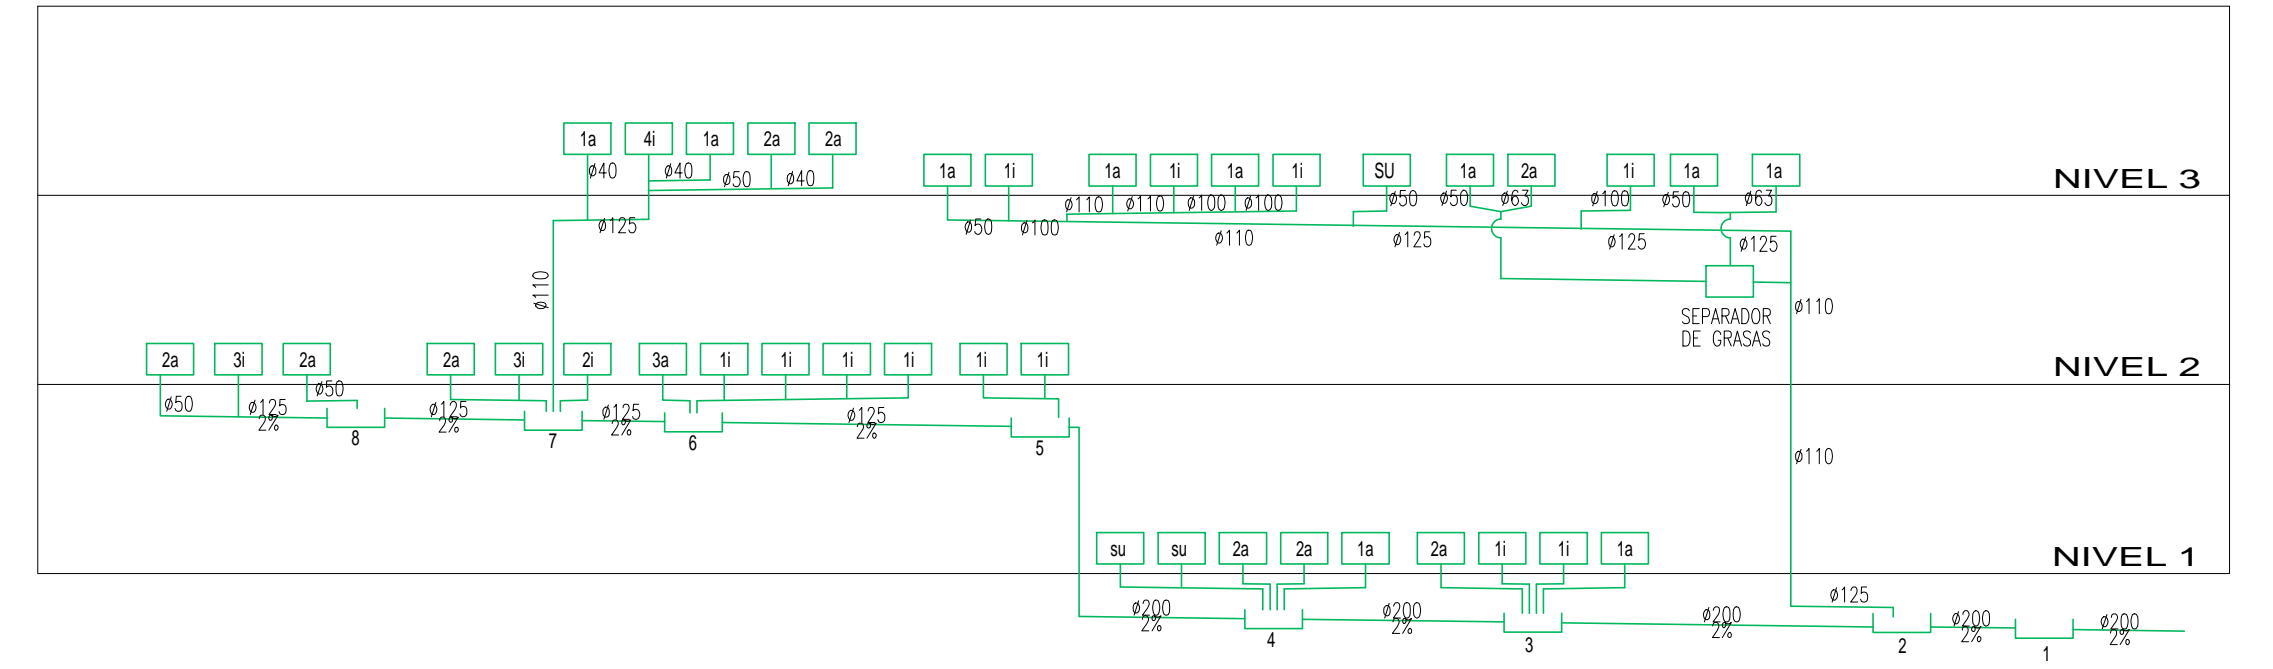 1a 4i 1a 2a 2a
1a 1i 1a 1i 1a 1i SU 1a 2a 1i 1a 1a
ø40 ø40 ø50 ø40
NIVEL 3
ø110 ø110 ø100 ø100 ø50 ø50 ø63 ø100 ø50 ø63
ø125 ø50 ø100 ø110 ø125 ø125 ø125
ø110 ø110
SEPARADOR
DE GRASAS
2a 3i 2a 2a 3i 2i 3a 1i 1i 1i 1i 1i 1i
NIVEL 2
ø50
ø50 ø125 ø125 ø125 ø125
2% 2% 2% 2%
8 7 6 5
ø110
su su 2a 2a 1a 2a 1i 1i 1a
NIVEL 1
ø125
ø200 ø200 ø200 ø200 ø200
2% 2% 2% 2% 2%
4 3 2 1